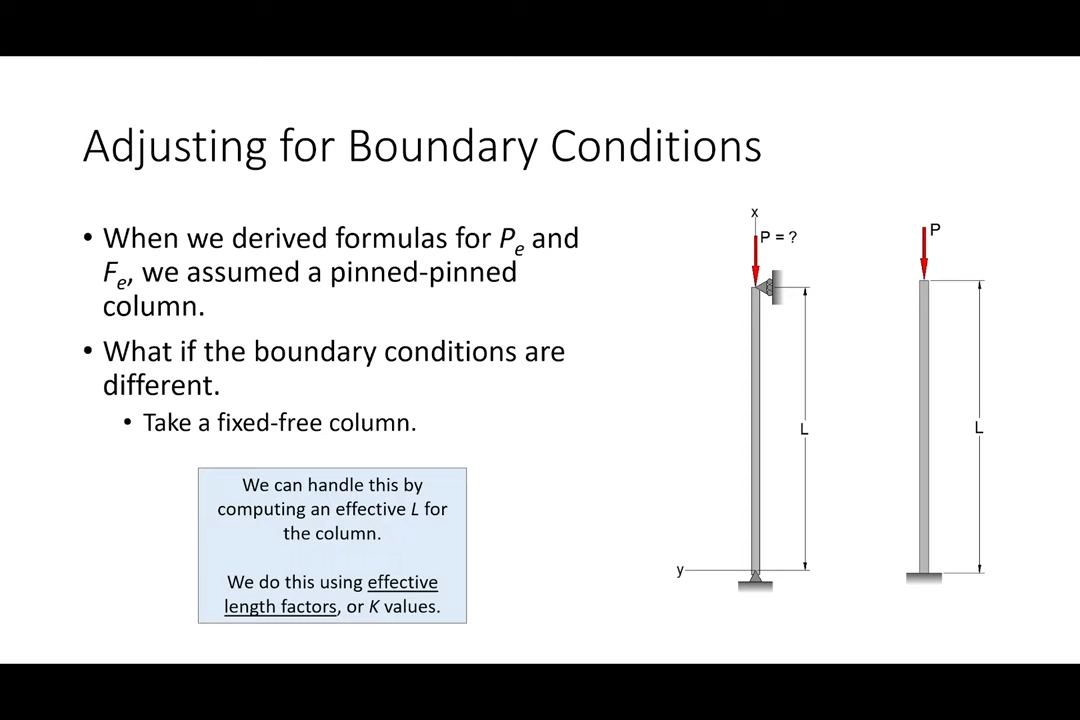 Adjusting for Boundary Conditions
• When we derived formulas for Pe and
Fe, we assumed a pinned-pinned
column.
• What if the boundary conditions are
different.
• Take a fixed-free column.
We can handle this by
computing an effective L for
the column.
We do this using effective
length factors, or K values.
x
P = ?
L
y
P
L